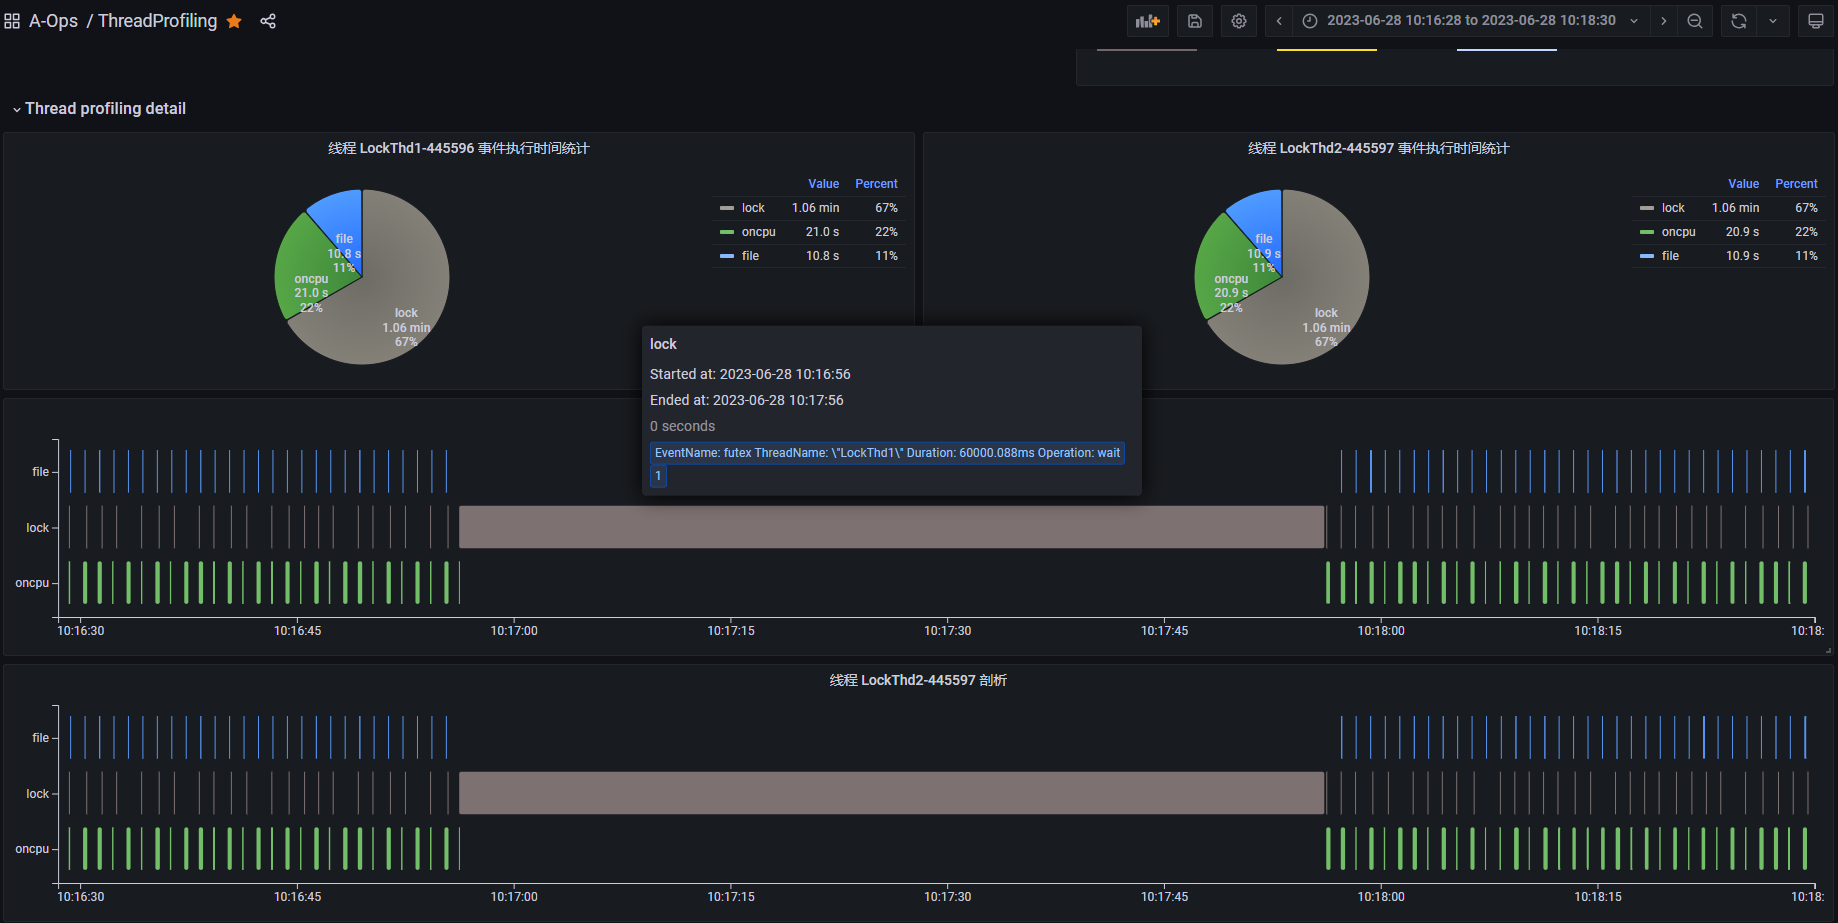 A-Ops / ThreadProfiling
2023-06-28 10:16:28 to 2023-06-28 10:18:30
Thread profiling detail
线程 LockThd1-445596 事件执行时间统计
Value Percent
lock 1.06 min 67%
oncpu 21.0 s 22%
file 10.8 s 11%
file
10.8 s
11%
oncpu
21.0 s
22%
lock
1.06 min
67%
线程 LockThd2-445597 事件执行时间统计
Value Percent
lock 1.06 min 67%
oncpu 20.9 s 22%
file 10.9 s 11%
file
10.9 s
11%
oncpu
20.9 s
22%
lock
1.06 min
67%
lock
Started at: 2023-06-28 10:16:56
Ended at: 2023-06-28 10:17:56
0 seconds
EventName: futex ThreadName: \"LockThd1\" Duration: 60000.088ms Operation: wait
1
file
lock
oncpu
10:16:30 10:16:45 10:17:00 10:17:15 10:17:30 10:17:45 10:18:00 10:18:15 10:18:
线程 LockThd2-445597 剖析
file
lock
oncpu
10:16:30 10:16:45 10:17:00 10:17:15 10:17:30 10:17:45 10:18:00 10:18:15 10:18: